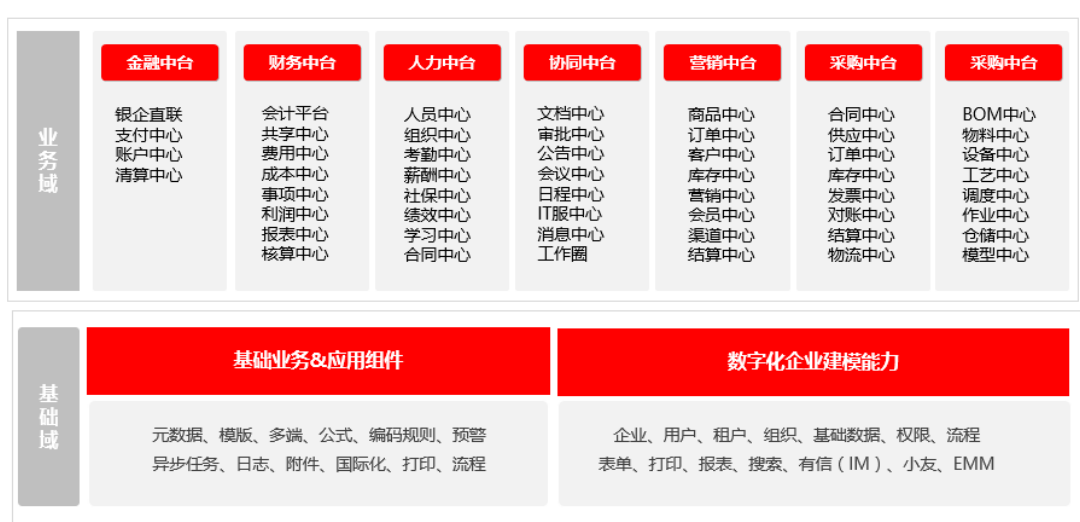 业务域
金融中台
银企直联
支付中心
账户中心
清算中心
财务中台
会计平台
共享中心
费用中心
成本中心
事项中心
利润中心
报表中心
核算中心
人力中台
人员中心
组织中心
考勤中心
薪酬中心
社保中心
绩效中心
学习中心
合同中心
协同中台
文档中心
审批中心
公告中心
会议中心
日程中心
IT服中心
消息中心
工作圈
营销中台
商品中心
订单中心
客户中心
库存中心
营销中心
会员中心
渠道中心
结算中心
采购中台
合同中心
供应中心
订单中心
库存中心
发票中心
对账中心
结算中心
物流中心
采购中台
BOM中心
物料中心
设备中心
工艺中心
调度中心
作业中心
仓储中心
模型中心
基础域
基础业务&应用组件
元数据、模版、多端、公式、编码规则、预警
异步任务、日志、附件、国际化、打印、流程
数字化企业建模能力
企业、用户、租户、组织、基础数据、权限、流程
表单、打印、报表、搜索、有信（IM）、小友、EMM